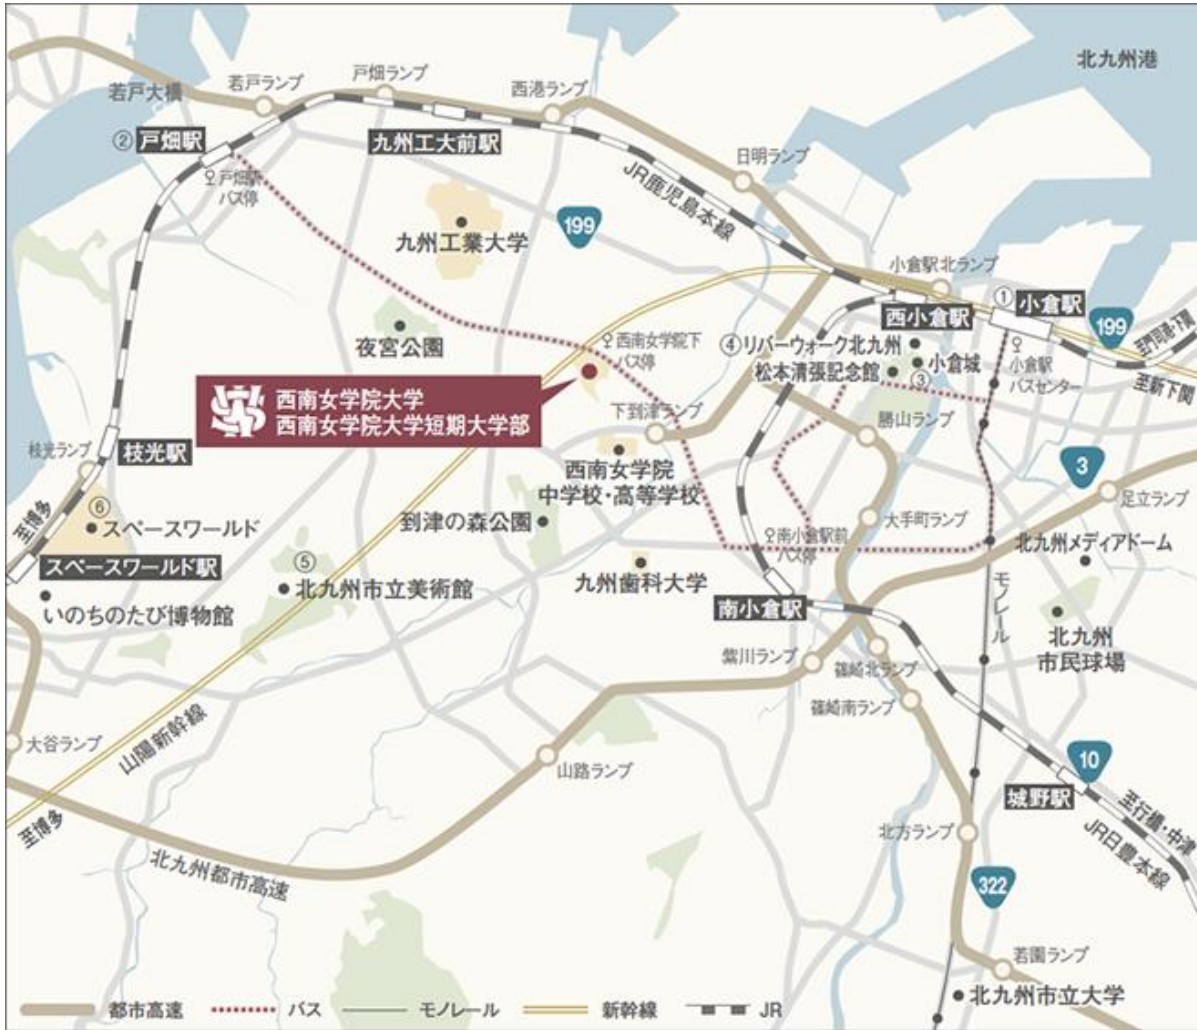 北九州港
若戸大橋
若戸ランプ
戸畑ランプ
西港ランプ
② 戸畑駅
九州工大前駅
日明ランプ
戸畑駅
バス停
JR鹿児島本線
199
九州工業大学
小倉駅北ランプ
① 小倉駅
西小倉駅
199
至門司港・下関
至新下関
夜宮公園
西南女学院下
バス停
④ リバーウォーク北九州
松本清張記念館
小倉城
③
小倉駅
バスセンター
西南女学院大学
西南女学院大学短期大学部
下到津ランプ
勝山ランプ
枝光ランプ
枝光駅
西南女学院
中学校・高等学校
3
足立ランプ
至博多
⑥
スペースワールド
到津の森公園
大手町ランプ
南小倉駅前
バス停
北九州メディアドーム
スペースワールド駅
⑤
北九州市立美術館
九州歯科大学
いのちのたび博物館
南小倉駅
モノレール
北九州
市民球場
紫川ランプ
篠崎北ランプ
篠崎南ランプ
大谷ランプ
山陽新幹線
山路ランプ
10
城野駅
至行橋・中津
JR日豊本線
至博多
北九州都市高速
北方ランプ
322
若園ランプ
北九州市立大学
都市高速 バス モノレール 新幹線 JR